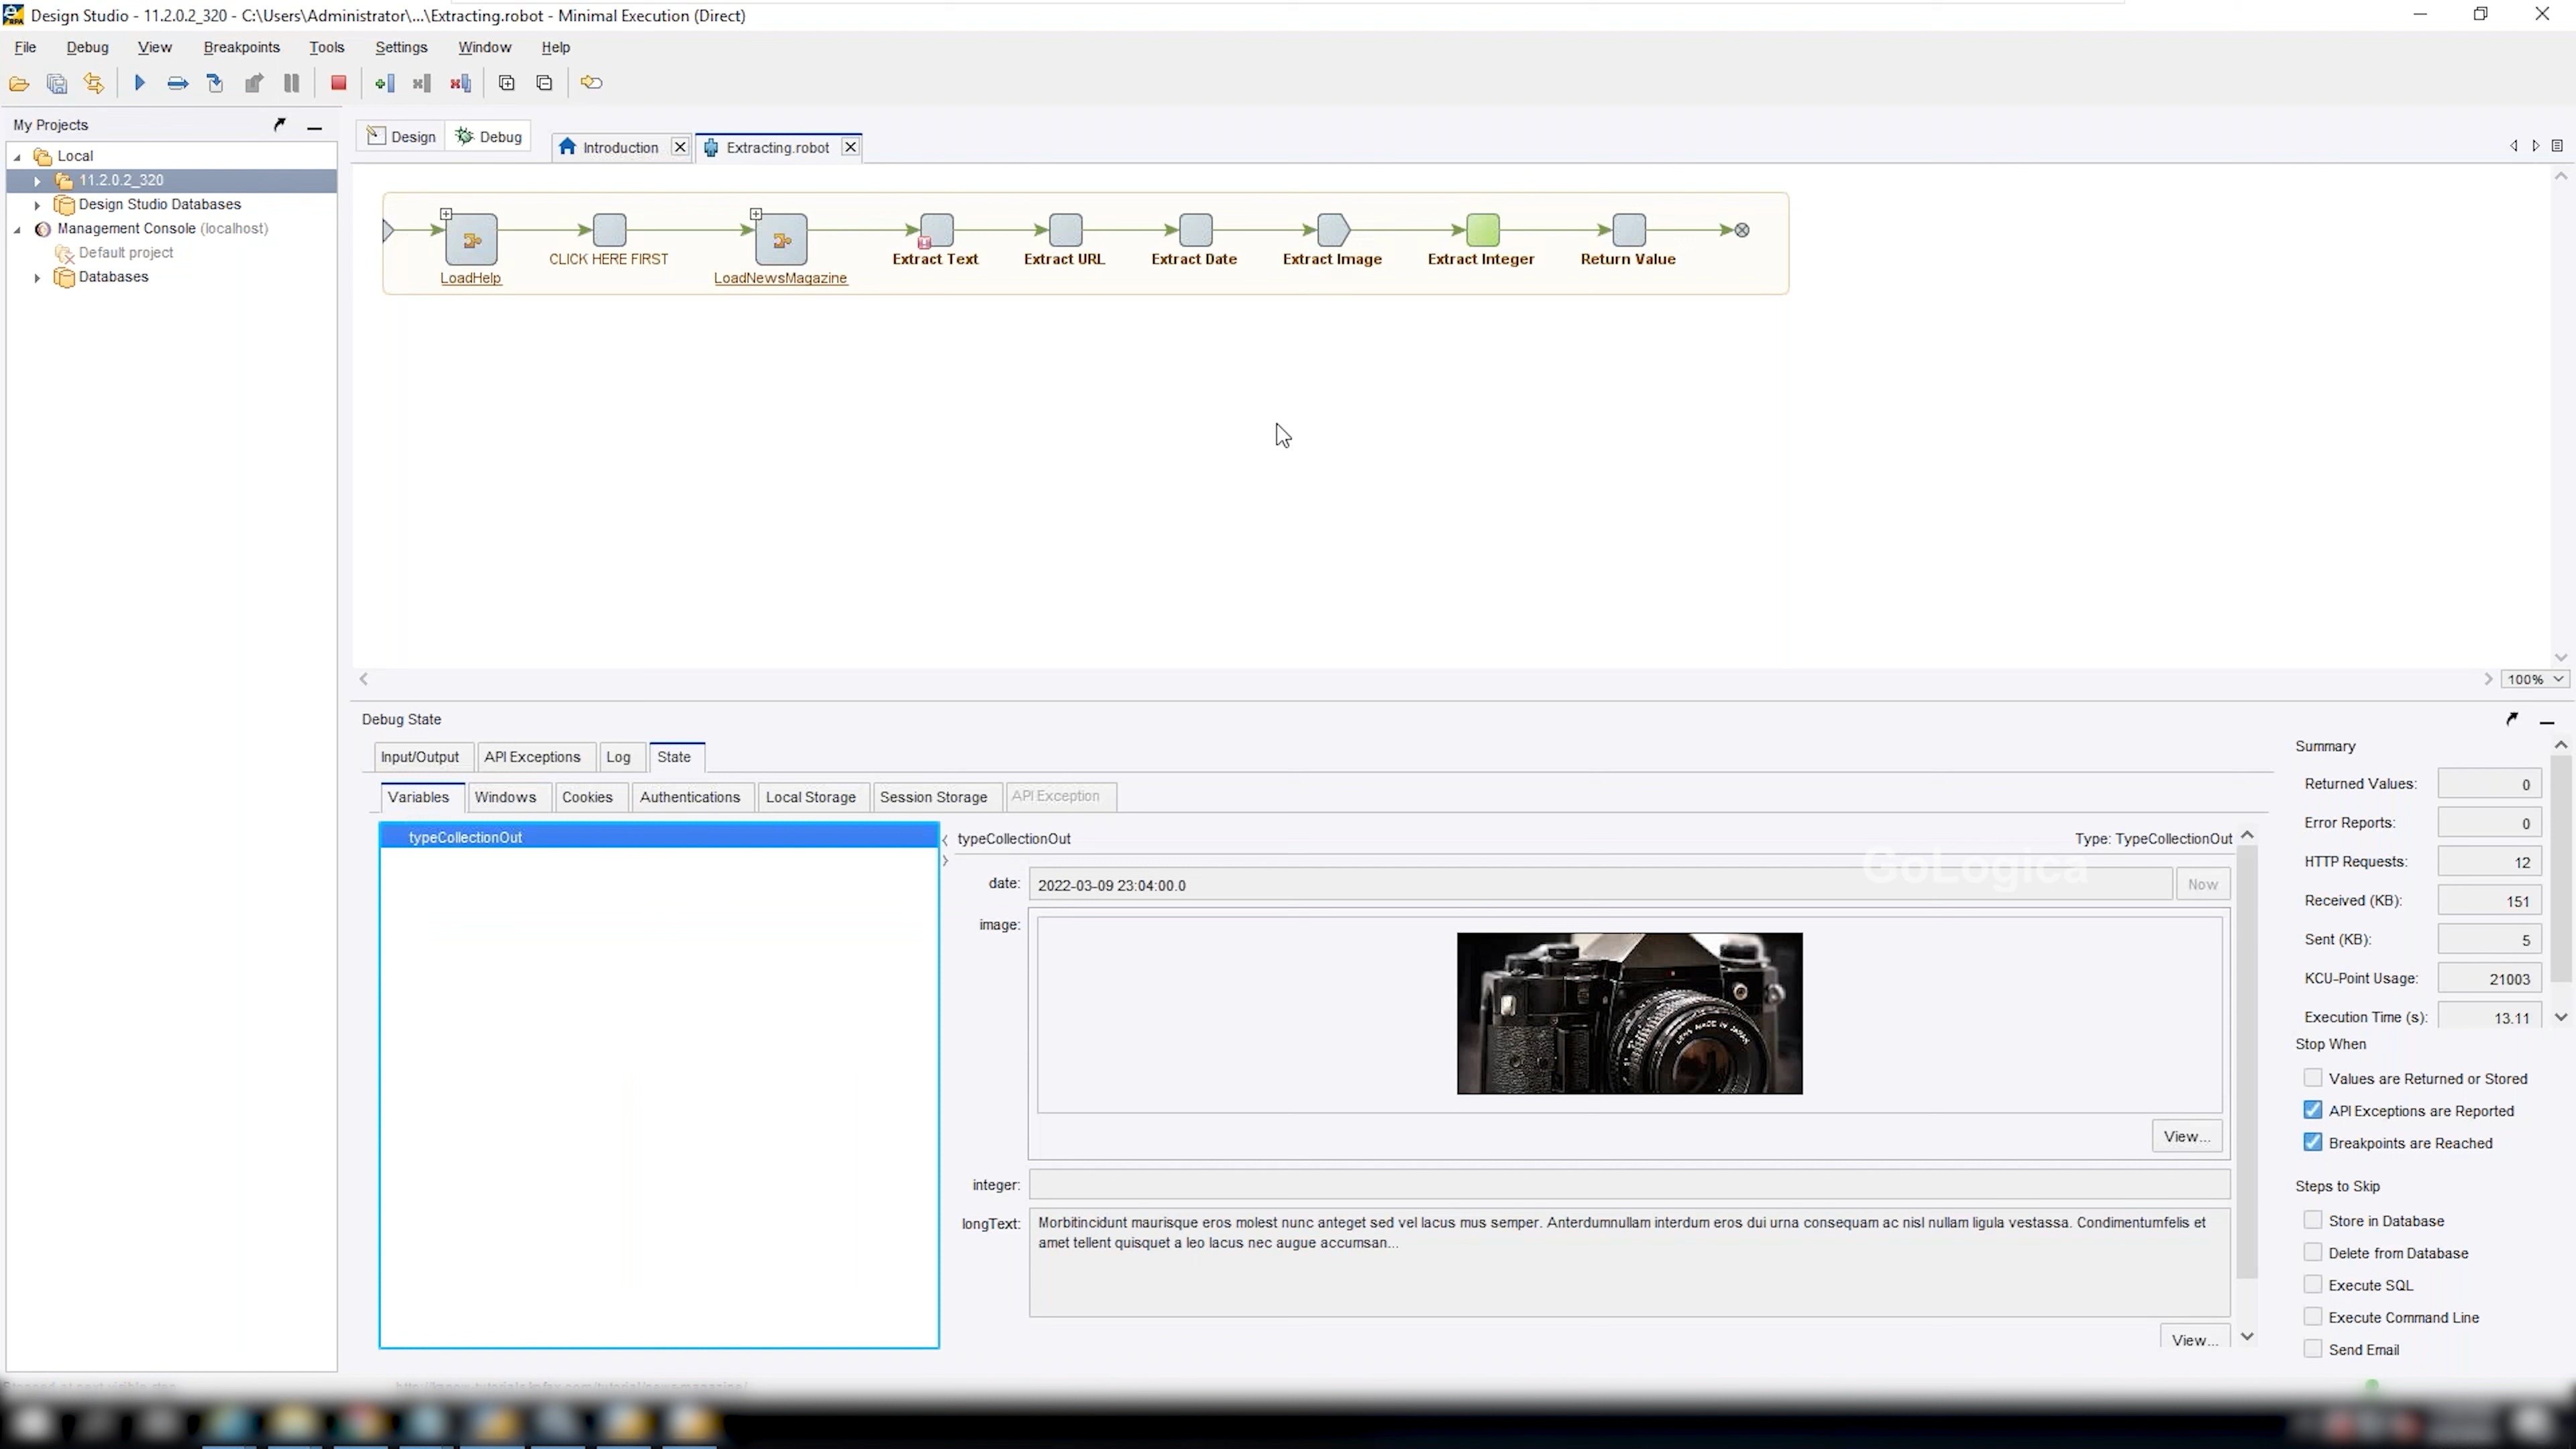 Design Studio - 11.2.0.2_320 - C:\Users\Administrator\...\Extracting.robot - Minimal Execution (Direct)
File Debug View Breakpoints Tools Settings Window Help
My Projects
Local
11.2.0.2_320
Design Studio Databases
Management Console (localhost)
Default project
Databases
Design Debug Introduction Extracting.robot
LoadHelp
CLICK HERE FIRST
LoadNewsMagazine
Extract Text
Extract URL
Extract Date
Extract Image
Extract Integer
Return Value
100%
Debug State
Input/Output API Exceptions Log State
Variables Windows Cookies Authentications Local Storage Session Storage API Exception
typeCollectionOut
typeCollectionOut Type: TypeCollectionOut
GoLogica
date: 2022-03-09 23:04:00.0 Now
image:
LENS MADE IN JAPAN
View...
integer:
longText: Morbitincidunt maurisque eros molest nunc anteget sed vel lacus mus semper. Anterdumnullam interdum eros dui urna consequam ac nisl nullam ligula vestassa. Condimentumfelis et
amet tellent quisquet a leo lacus nec augue accumsan...
View...
Summary
Returned Values: 0
Error Reports: 0
HTTP Requests: 12
Received (KB): 151
Sent (KB): 5
KCU-Point Usage: 21003
Execution Time (s): 13.11
Stop When
Values are Returned or Stored
API Exceptions are Reported
Breakpoints are Reached
Steps to Skip
Store in Database
Delete from Database
Execute SQL
Execute Command Line
Send Email